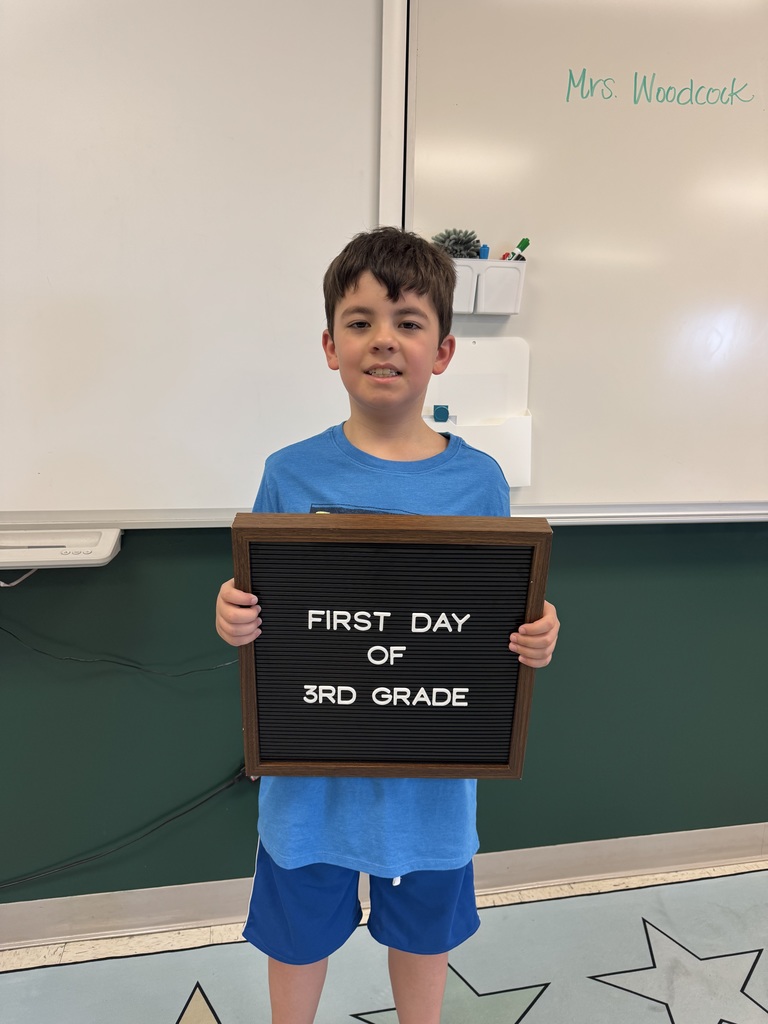 Mrs. Woodcock
FIRST DAY
OF
3RD GRADE